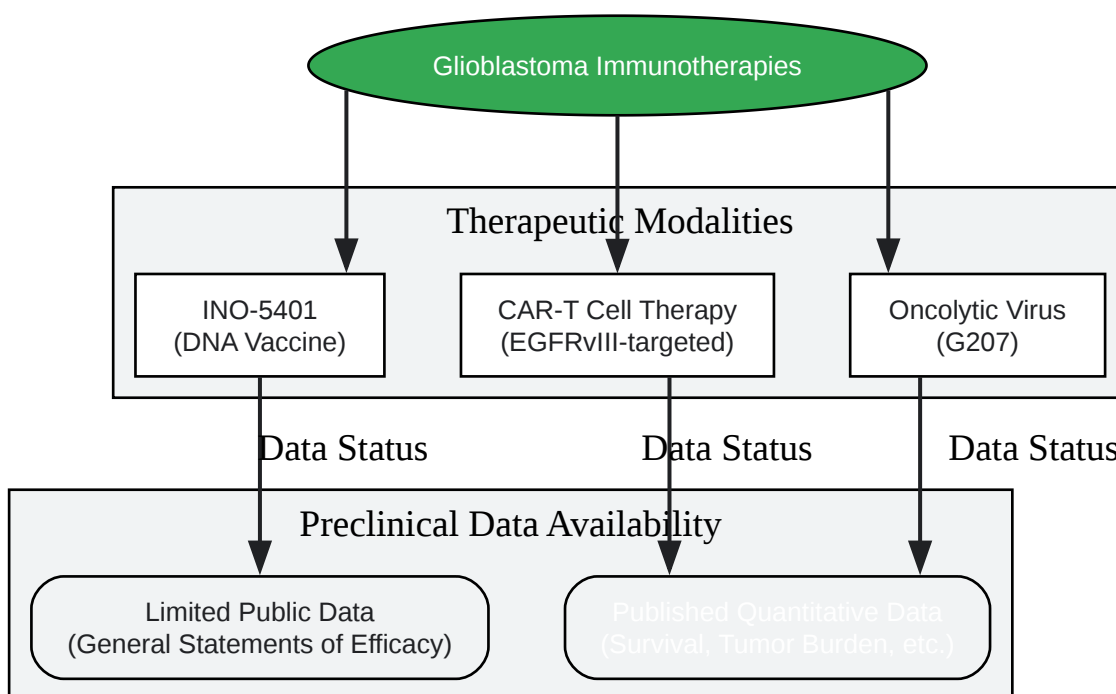 Glioblastoma Immunotherapies
Therapeutic Modalities
INO-5401
(DNA Vaccine)
CAR-T Cell Therapy
(EGFRvIII-targeted)
Oncolytic Virus
(G207)
Data Status
Data Status
Data Status
Preclinical Data Availability
Limited Public Data
(General Statements of Efficacy)
Published Quantitative Data
(Survival, Tumor Burden, etc.)